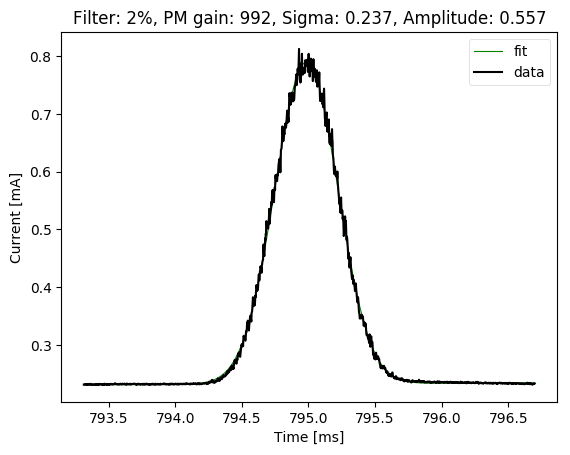 Filter: 2%, PM gain: 992, Sigma: 0.237, Amplitude: 0.557
fit
data
0.8
0.7
0.6
0.5
0.4
0.3
Current [mA]
793.5 794.0 794.5 795.0 795.5 796.0 796.5
Time [ms]